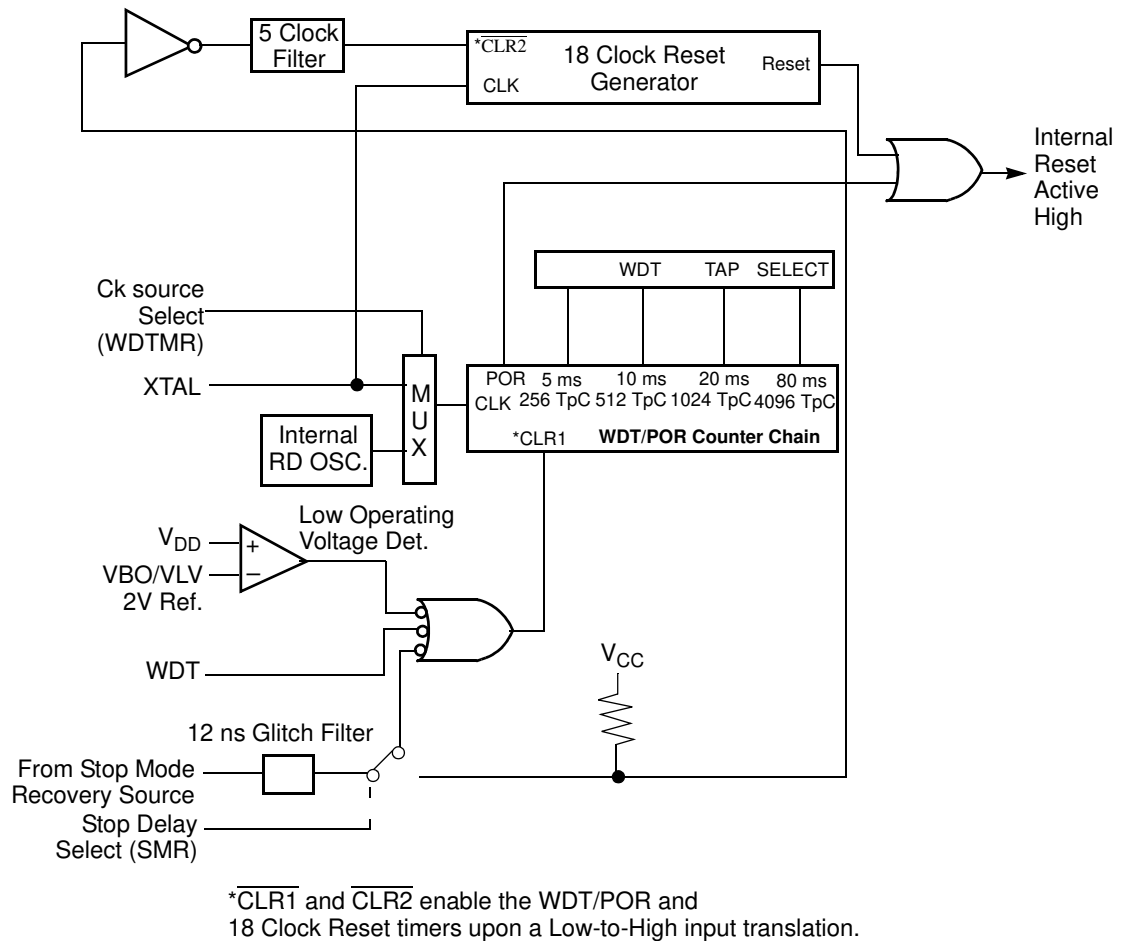 5 Clock
Filter
*CLR2
18 Clock Reset
Generator
Reset
CLK
Internal
Reset
Active
High
WDT TAP SELECT
Ck source
Select
(WDTMR)
XTAL
M
U
X
POR 5 ms 10 ms 20 ms 80 ms
CLK 256 TpC 512 TpC 1024 TpC 4096 TpC
*CLR1 WDT/POR Counter Chain
Internal
RD OSC.
Low Operating
Voltage Det.
VDD
+
VBO/VLV
–
2V Ref.
WDT
VCC
12 ns Glitch Filter
From Stop Mode
Recovery Source
Stop Delay
Select (SMR)
*CLR1 and CLR2 enable the WDT/POR and
18 Clock Reset timers upon a Low-to-High input translation.